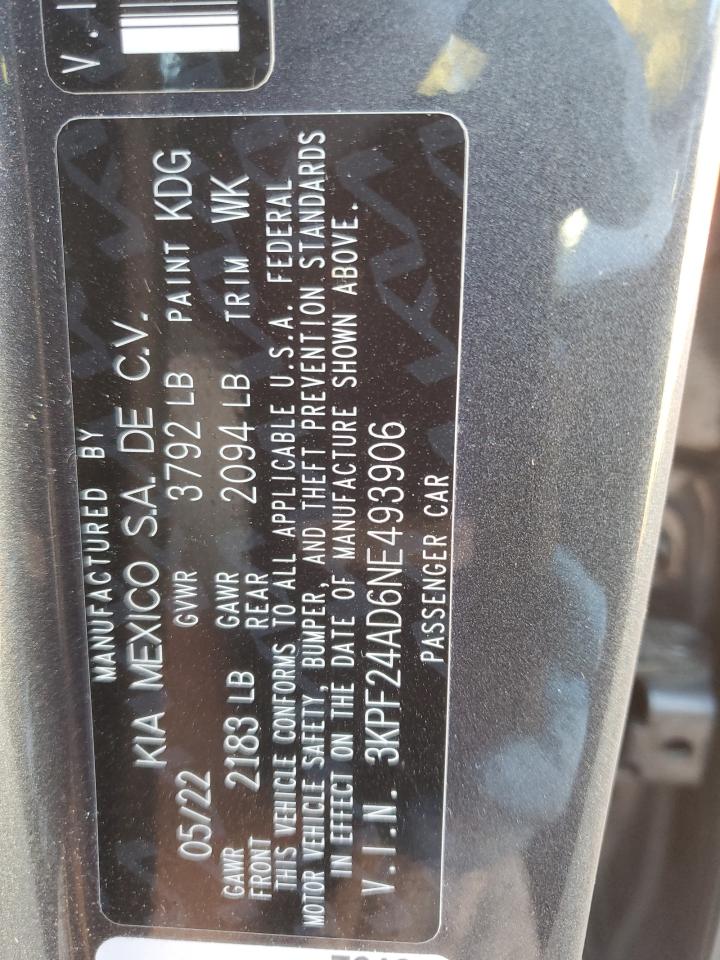 V.I
MANUFACTURED BY
KIA MEXICO S.A. DE C.V.
05/22 GVWR 3792 LB PAINT KDG
GAWR FRONT 2183 LB GAWR REAR 2094 LB TRIM WK
THIS VEHICLE CONFORMS TO ALL APPLICABLE U.S.A. FEDERAL
MOTOR VEHICLE SAFETY, BUMPER, AND THEFT PREVENTION STANDARDS
IN EFFECT ON THE DATE OF MANUFACTURE SHOWN ABOVE.
V.I.N. 3KPF24AD6NE493906
PASSENGER CAR